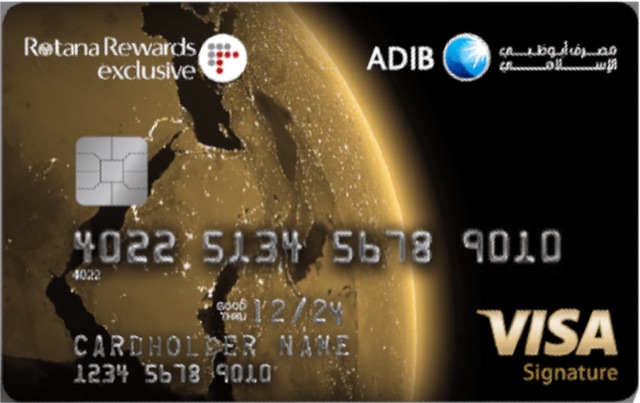 Rotana Rewards
exclusive
ADIB
مصرف أبوظبي
الإسلامي
4022 5134 5678 9010
4022
GOOD
THRU
12/24
CARDHOLDER NAME
1234 5678 9010
VISA
Signature